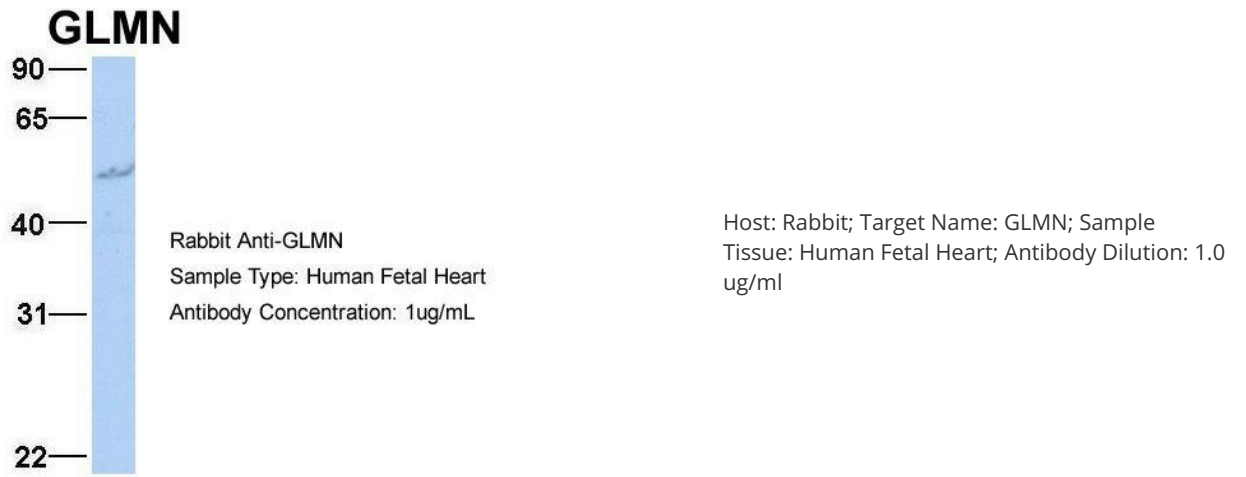 GLMN
90
65
40
31
22
Rabbit Anti-GLMN
Sample Type: Human Fetal Heart
Antibody Concentration: 1ug/mL
Host: Rabbit; Target Name: GLMN; Sample
Tissue: Human Fetal Heart; Antibody Dilution: 1.0
ug/ml